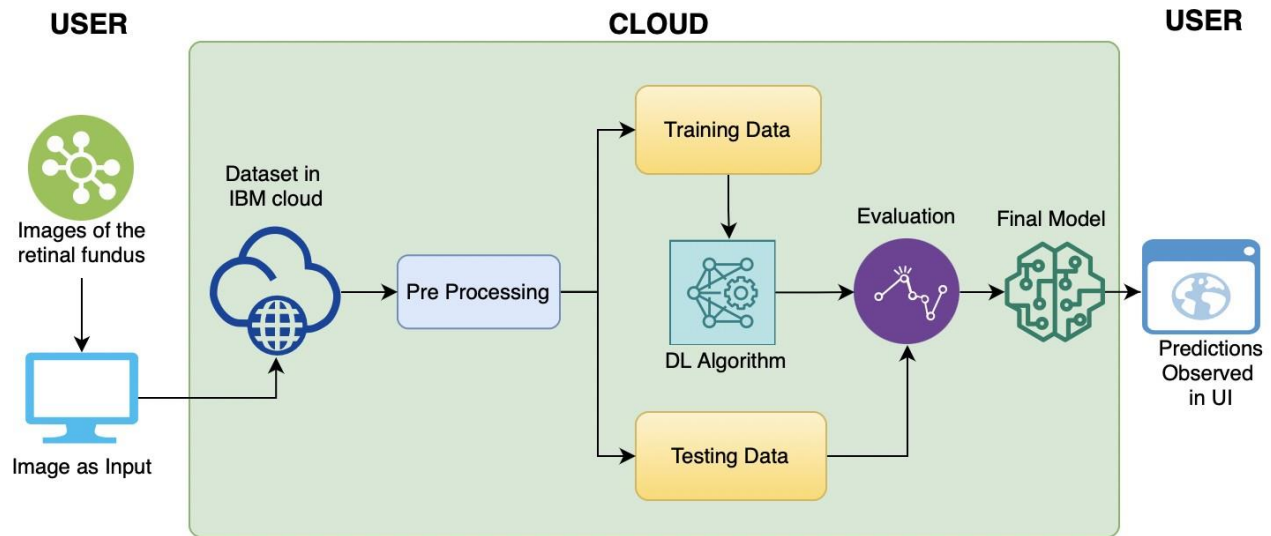 USER
CLOUD
USER
Images of the
retinal fundus
Image as Input
Dataset in
IBM cloud
Pre Processing
Training Data
DL Algorithm
Testing Data
Evaluation
Final Model
Predictions
Observed
in UI